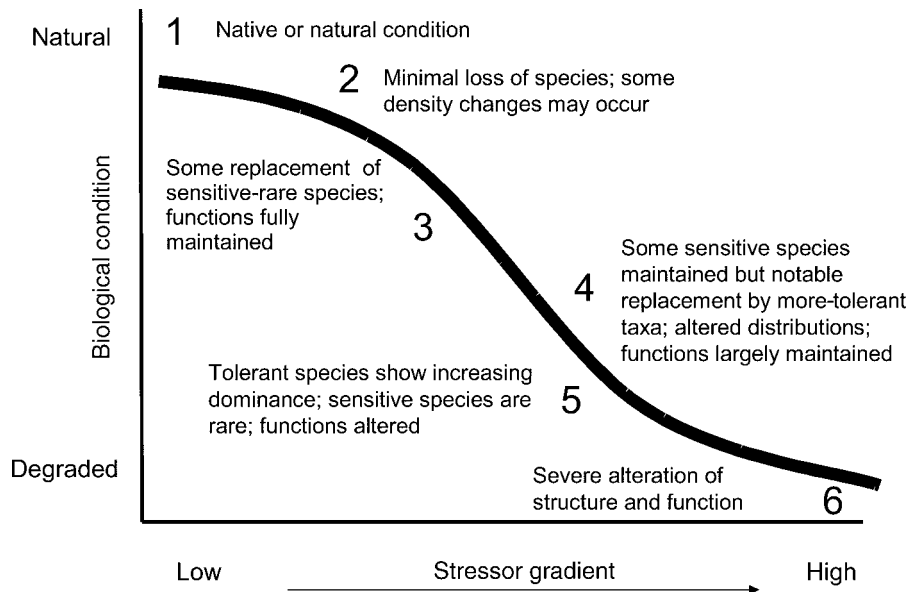 Natural
1 Native or natural condition
2 Minimal loss of species; some
density changes may occur
Some replacement of
sensitive-rare species;
functions fully
maintained
3
Some sensitive species
maintained but notable
replacement by more-tolerant
taxa; altered distributions;
functions largely maintained
4
Biological condition
Tolerant species show increasing
dominance; sensitive species are
rare; functions altered
5
Degraded
Severe alteration of
structure and function
6
Low
Stressor gradient
High